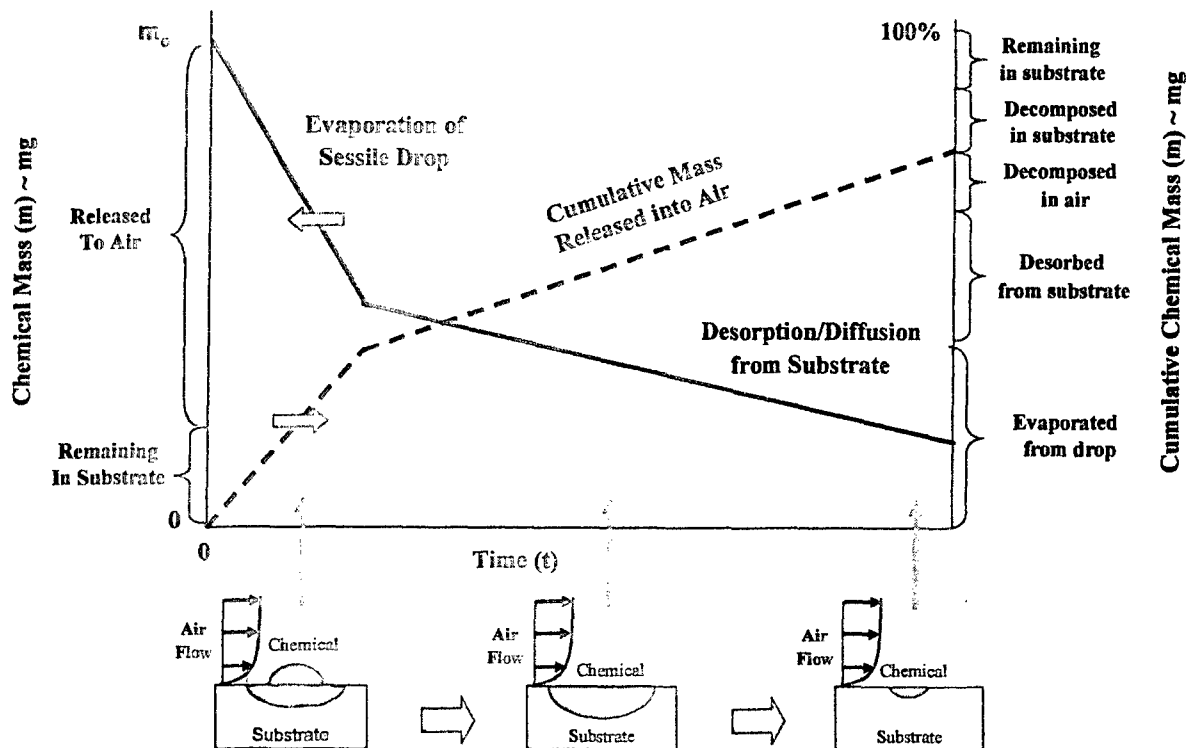 m₀
100%
Remaining
in substrate
Decomposed
in substrate
Decomposed
in air
Desorbed
from substrate
Evaporated
from drop
Cumulative Chemical Mass (m) ~ mg
Chemical Mass (m) ~ mg
Released
To Air
Remaining
In Substrate
Evaporation of
Sessile Drop
Cumulative Mass
Released into Air
Desorption/Diffusion
from Substrate
0
0
Time (t)
Air
Flow
Chemical
Substrate
Air
Flow
Chemical
Substrate
Air
Flow
Chemical
Substrate